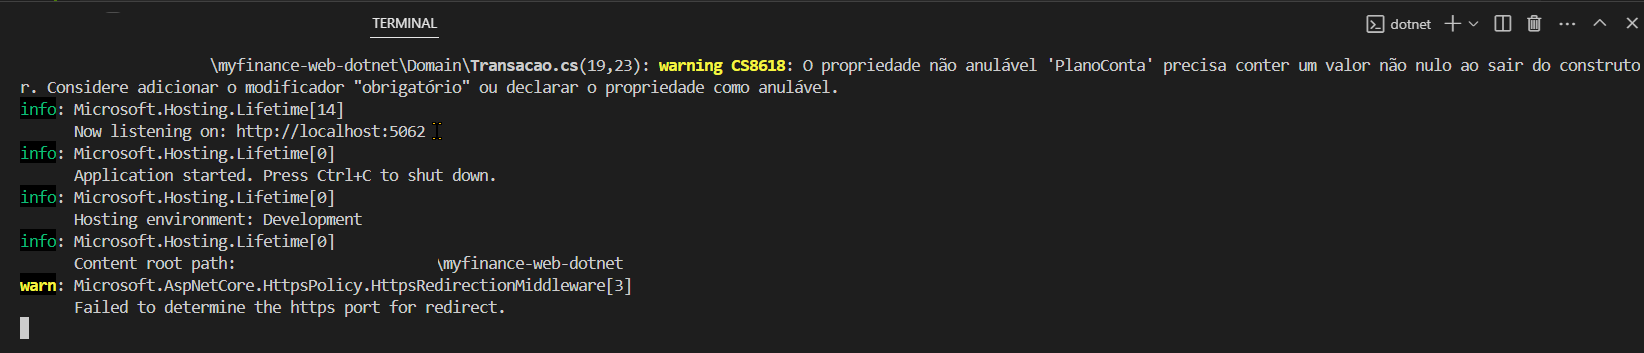 TERMINAL
dotnet
\myfinance-web-dotnet\Domain\Transacao.cs(19,23): warning CS8618: O propriedade não anulável 'PlanoConta' precisa conter um valor não nulo ao sair do construto
r. Considere adicionar o modificador "obrigatório" ou declarar o propriedade como anulável.
info: Microsoft.Hosting.Lifetime[14]
Now listening on: http://localhost:5062
info: Microsoft.Hosting.Lifetime[0]
Application started. Press Ctrl+C to shut down.
info: Microsoft.Hosting.Lifetime[0]
Hosting environment: Development
info: Microsoft.Hosting.Lifetime[0]
Content root path: \myfinance-web-dotnet
warn: Microsoft.AspNetCore.HttpsPolicy.HttpsRedirectionMiddleware[3]
Failed to determine the https port for redirect.